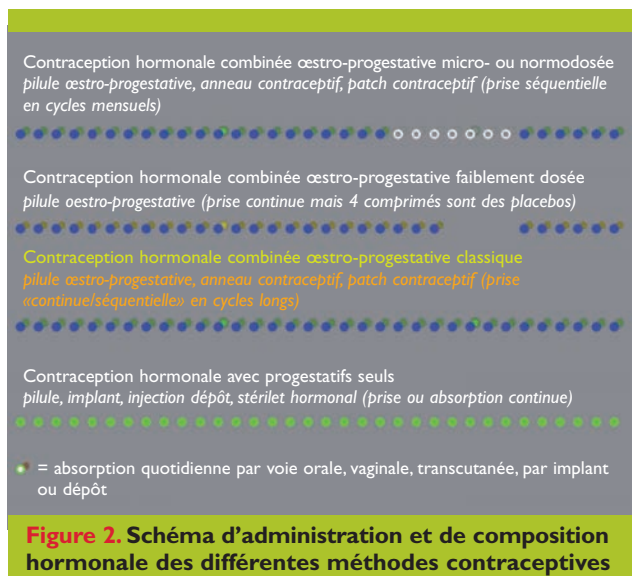 Contraception hormonale combinée œstro-progestative micro- ou normodosée
pilule œstro-progestative, anneau contraceptif, patch contraceptif (prise séquentielle
en cycles mensuels)
Contraception hormonale combinée œstro-progestative faiblement dosée
pilule oestro-progestative (prise continue mais 4 comprimés sont des placebos)
Contraception hormonale combinée œstro-progestative classique
pilule œstro-progestative, anneau contraceptif, patch contraceptif (prise
«continue/séquentielle» en cycles longs)
Contraception hormonale avec progestatifs seuls
pilule, implant, injection dépôt, stérilet hormonal (prise ou absorption continue)
= absorption quotidienne par voie orale, vaginale, transcutanée, par implant
ou dépôt
Figure 2. Schéma d'administration et de composition
hormonale des différentes méthodes contraceptives